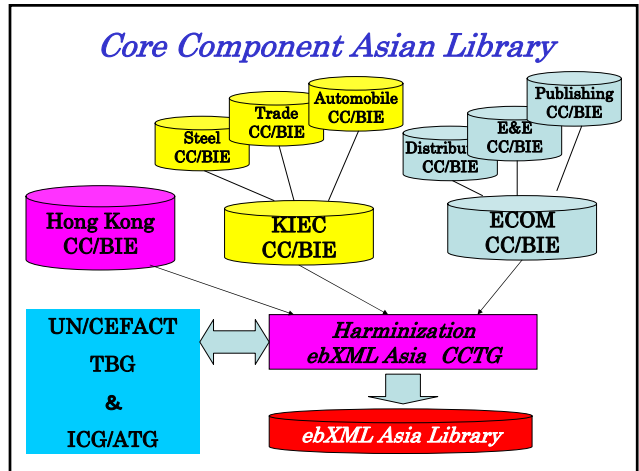 Core Component Asian Library
Automobile
CC/BIE
Trade
CC/BIE
Steel
CC/BIE
Publishing
CC/BIE
E&E
CC/BIE
CC/BIE
Hong Kong
CC/BIE
KIEC
CC/BIE
ECOM
CC/BIE
UN/CEFACT
TBG
&
ICG/ATG
Harminization
ebXML Asia CCTG
ebXML Asia Library